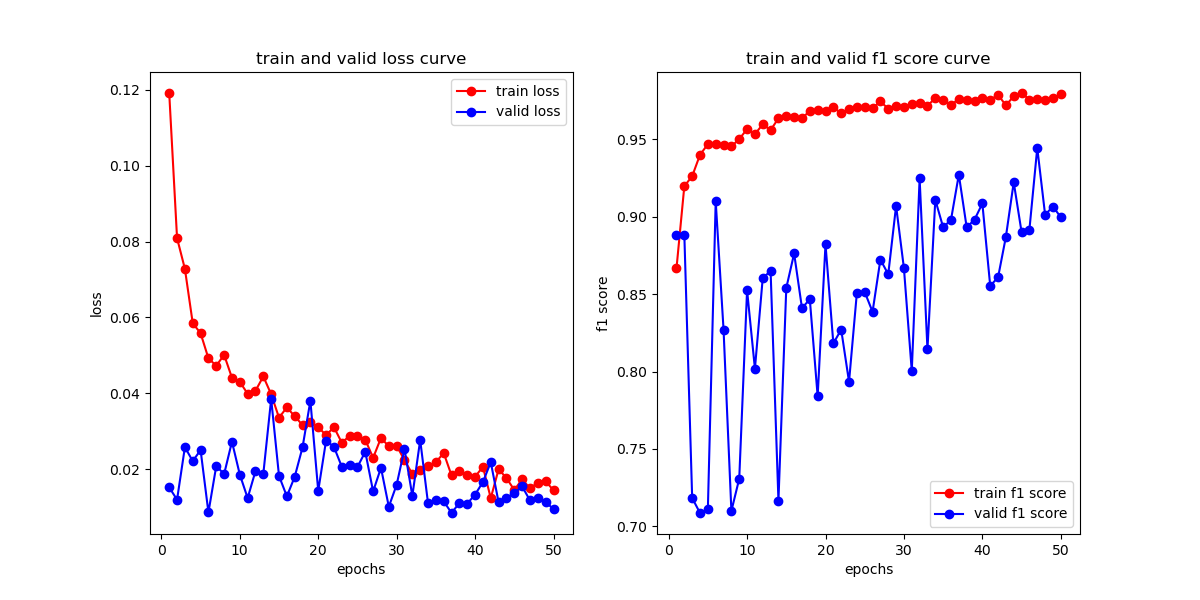 train and valid loss curve
train loss
valid loss
0.12
0.10
0.08
0.06
0.04
0.02
loss
0 10 20 30 40 50
epochs
train and valid f1 score curve
0.95
0.90
0.85
0.80
0.75
0.70
f1 score
train f1 score
valid f1 score
0 10 20 30 40 50
epochs